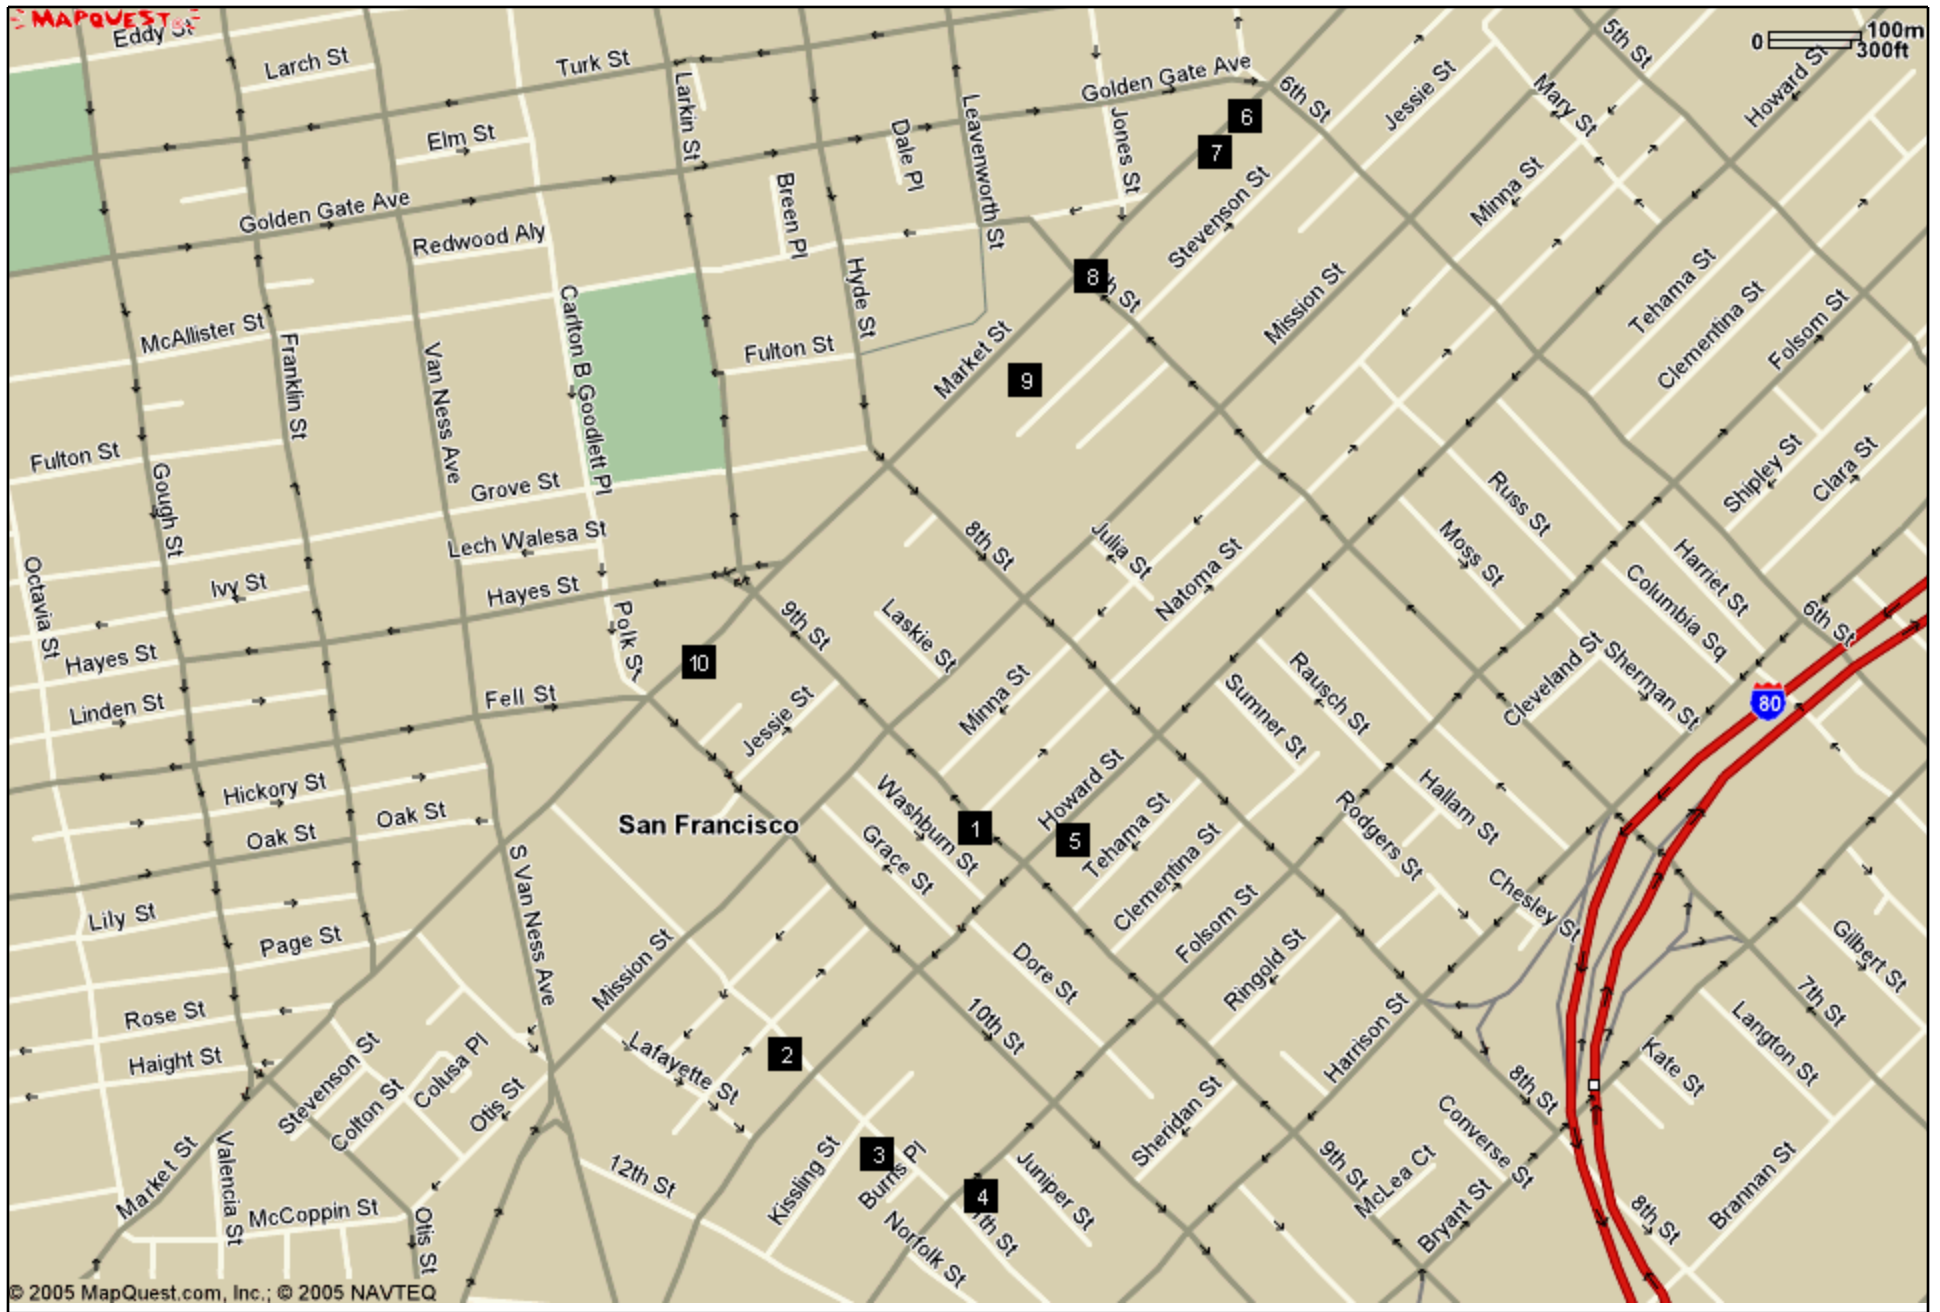 MAPQUEST
Eddy St
Larch St
Turk St
Larkin St
Golden Gate Ave
6th St
5th St
100m
0
300ft
Howard St
Jessie St
Mary St
Elm St
Dale Pl
Leavenworth St
Jones St
6
7
Breen Pl
Minna St
Golden Gate Ave
Redwood Aly
Stevenson St
Hyde St
8
th St
Mission St
Tehama St
Clementina St
Folsom St
McAllister St
Franklin St
Van Ness Ave
Carlton B Goodlett Pl
Fulton St
Market St
9
Fulton St
Gough St
Grove St
Shipley St
Clara St
Russ St
Lech Walesa St
8th St
Julia St
Moss St
Harriet St
Octavia St
Ivy St
Hayes St
Polk St
9th St
Laskie St
Natoma St
Columbia Sq
6th St
Hayes St
10
Cleveland St
Sherman St
Linden St
Fell St
Jessie St
Minna St
Sumner St
Rausch St
80
Hickory St
Oak St
Oak St
San Francisco
Washburn St
Grace St
1
Howard St
5
Tehama St
Clementina St
Rodgers St
Hallam St
Chesley St
Lily St
Page St
S Van Ness Ave
Mission St
Dore St
Folsom St
Ringold St
Gilbert St
Rose St
Haight St
Stevenson St
Colton St
Colusa Pl
Otis St
Lafayette St
2
10th St
Harrison St
7th St
Langton St
Kate St
8th St
Market St
Valencia St
McCoppin St
Otis St
12th St
Kissling St
3
Burns Pl
4
Norfolk St
1th St
Juniper St
Sheridan St
9th St
McLea Ct
Converse St
Bryant St
8th St
Brannan St
© 2005 MapQuest.com, Inc.; © 2005 NAVTEQ